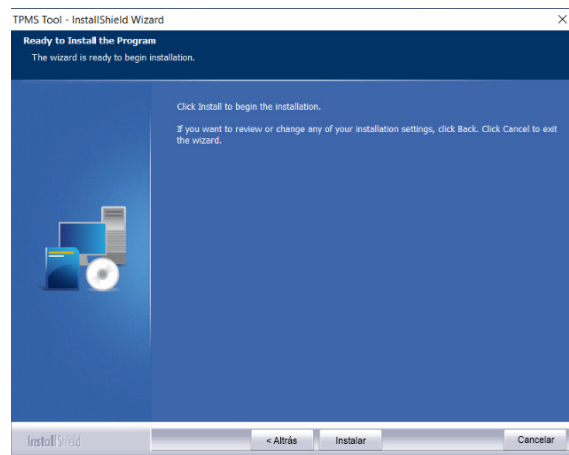 TPMS Tool - InstallShield Wizard
Ready to Install the Program
The wizard is ready to begin installation.
Click Install to begin the installation.
If you want to review or change any of your installation settings, click Back. Click Cancel to exit
the wizard.
InstallShield
< Altrás Instalar Cancelar